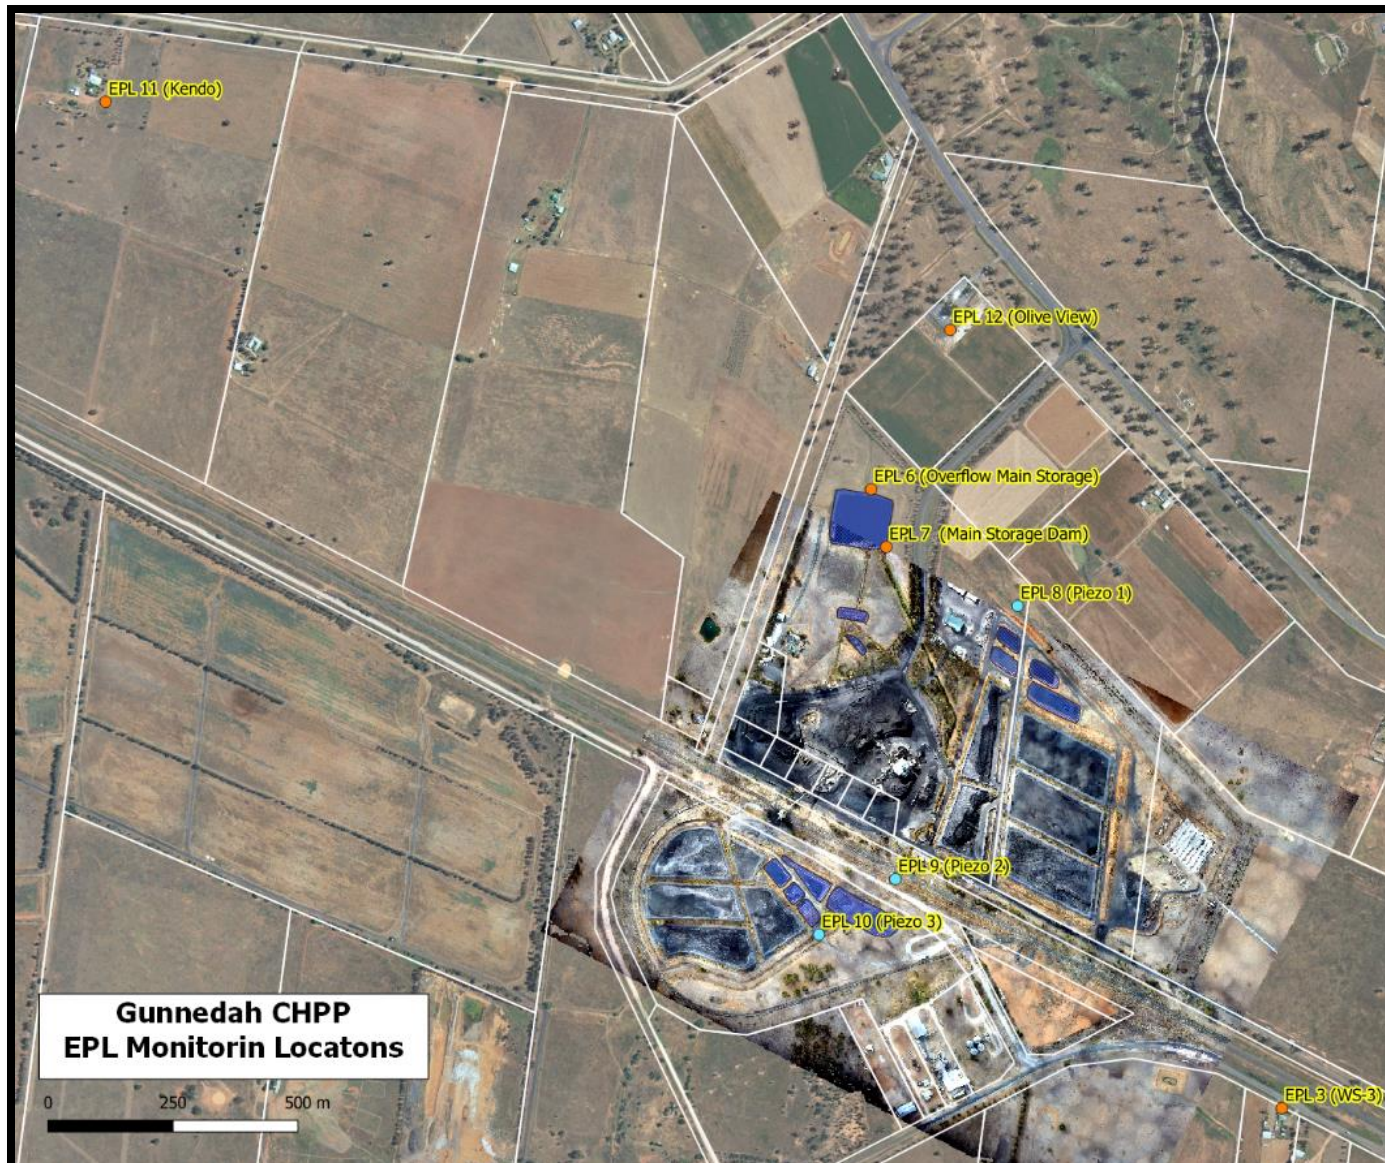 EPL 11 (Kendo)
EPL 12 (Olive View)
EPL 6 (Overflow Main Storage)
EPL 7 (Main Storage Dam)
EPL 8 (Piezo 1)
EPL 9 (Piezo 2)
EPL 10 (Piezo 3)
Gunnedah CHPP
EPL Monitorin Locatons
0 250 500 m
EPL 3 (WS-3)